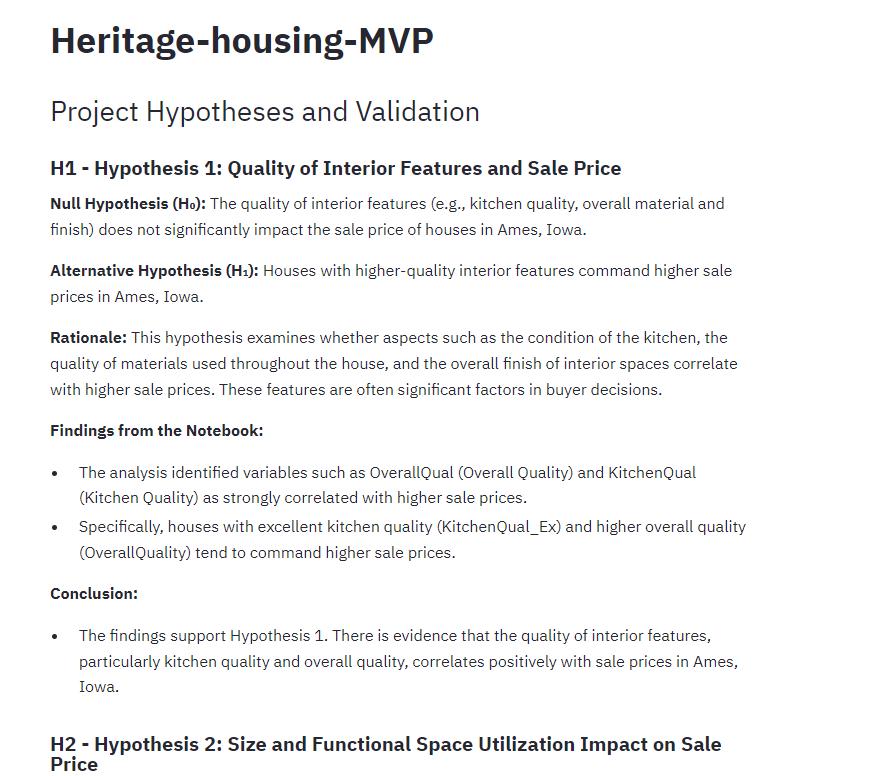 Heritage-housing-MVP
Project Hypotheses and Validation
H1 - Hypothesis 1: Quality of Interior Features and Sale Price
Null Hypothesis (H₀): The quality of interior features (e.g., kitchen quality, overall material and
finish) does not significantly impact the sale price of houses in Ames, Iowa.
Alternative Hypothesis (H₁): Houses with higher-quality interior features command higher sale
prices in Ames, Iowa.
Rationale: This hypothesis examines whether aspects such as the condition of the kitchen, the
quality of materials used throughout the house, and the overall finish of interior spaces correlate
with higher sale prices. These features are often significant factors in buyer decisions.
Findings from the Notebook:
• The analysis identified variables such as OverallQual (Overall Quality) and KitchenQual
(Kitchen Quality) as strongly correlated with higher sale prices.
• Specifically, houses with excellent kitchen quality (KitchenQual_Ex) and higher overall quality
(OverallQuality) tend to command higher sale prices.
Conclusion:
• The findings support Hypothesis 1. There is evidence that the quality of interior features,
particularly kitchen quality and overall quality, correlates positively with sale prices in Ames,
Iowa.
H2 - Hypothesis 2: Size and Functional Space Utilization Impact on Sale
Price